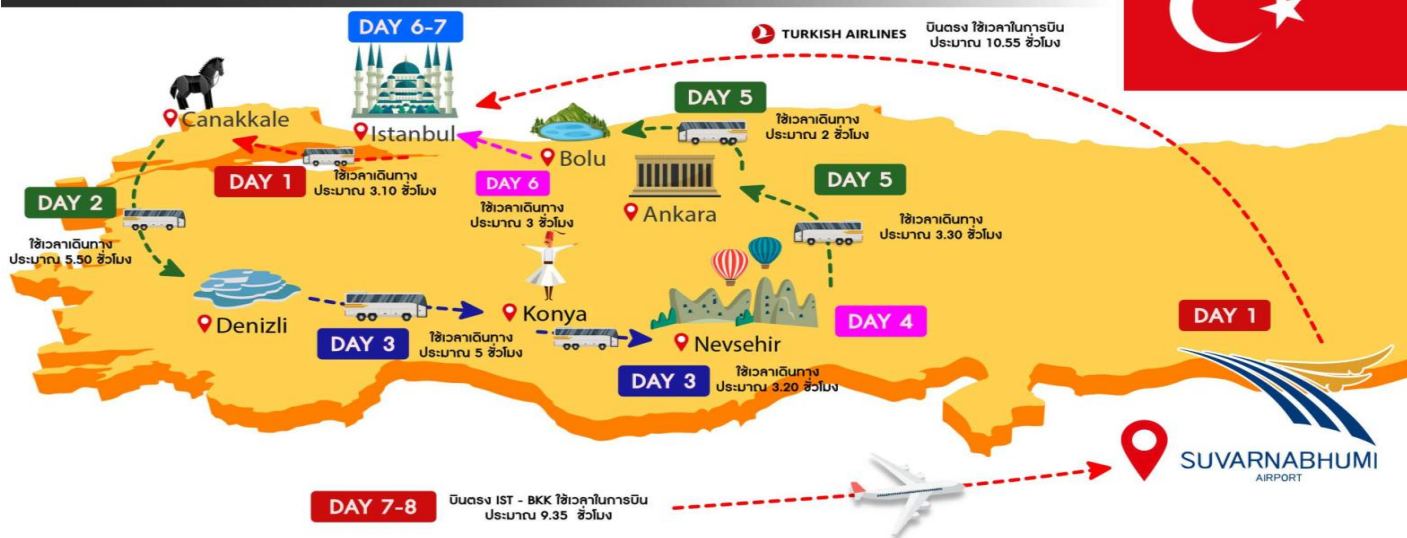 DAY 6-7
TURKISH AIRLINES
บินตรง ใช้เวลาในการบิน
ประมาณ 10.55 ชั่วโมง
Canakkale
Istanbul
DAY 5
ใช้เวลาเดินทาง
ประมาณ 2 ชั่วโมง
Bolu
DAY 1
ใช้เวลาเดินทาง
ประมาณ 3.10 ชั่วโมง
DAY 6
ใช้เวลาเดินทาง
ประมาณ 3 ชั่วโมง
Ankara
DAY 5
ใช้เวลาเดินทาง
ประมาณ 3.30 ชั่วโมง
DAY 2
ใช้เวลาเดินทาง
ประมาณ 5.50 ชั่วโมง
Denizli
DAY 3
ใช้เวลาเดินทาง
ประมาณ 5 ชั่วโมง
Konya
Nevsehir
DAY 4
DAY 3
ใช้เวลาเดินทาง
ประมาณ 3.20 ชั่วโมง
DAY 1
SUVARNABHUMI
AIRPORT
DAY 7-8
บินตรง IST - BKK ใช้เวลาในการบิน
ประมาณ 9.35 ชั่วโมง